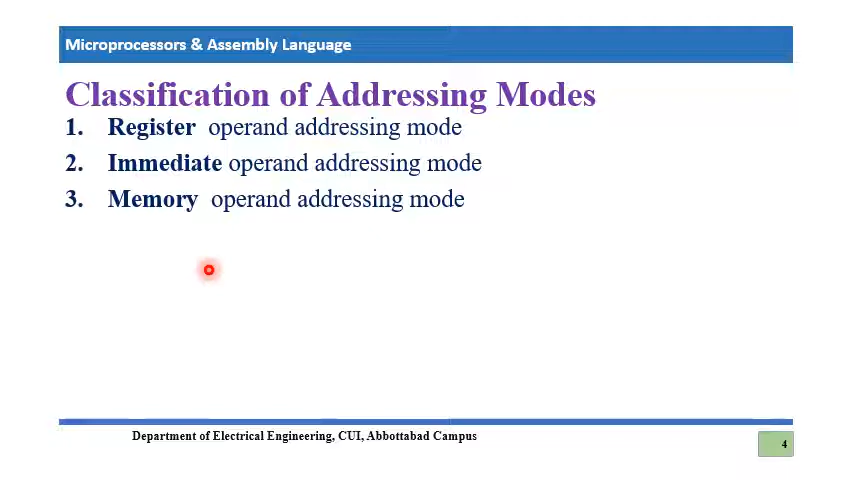 Microprocessors & Assembly Language
Classification of Addressing Modes
1. Register operand addressing mode
2. Immediate operand addressing mode
3. Memory operand addressing mode
Department of Electrical Engineering, CUI, Abbottabad Campus
4